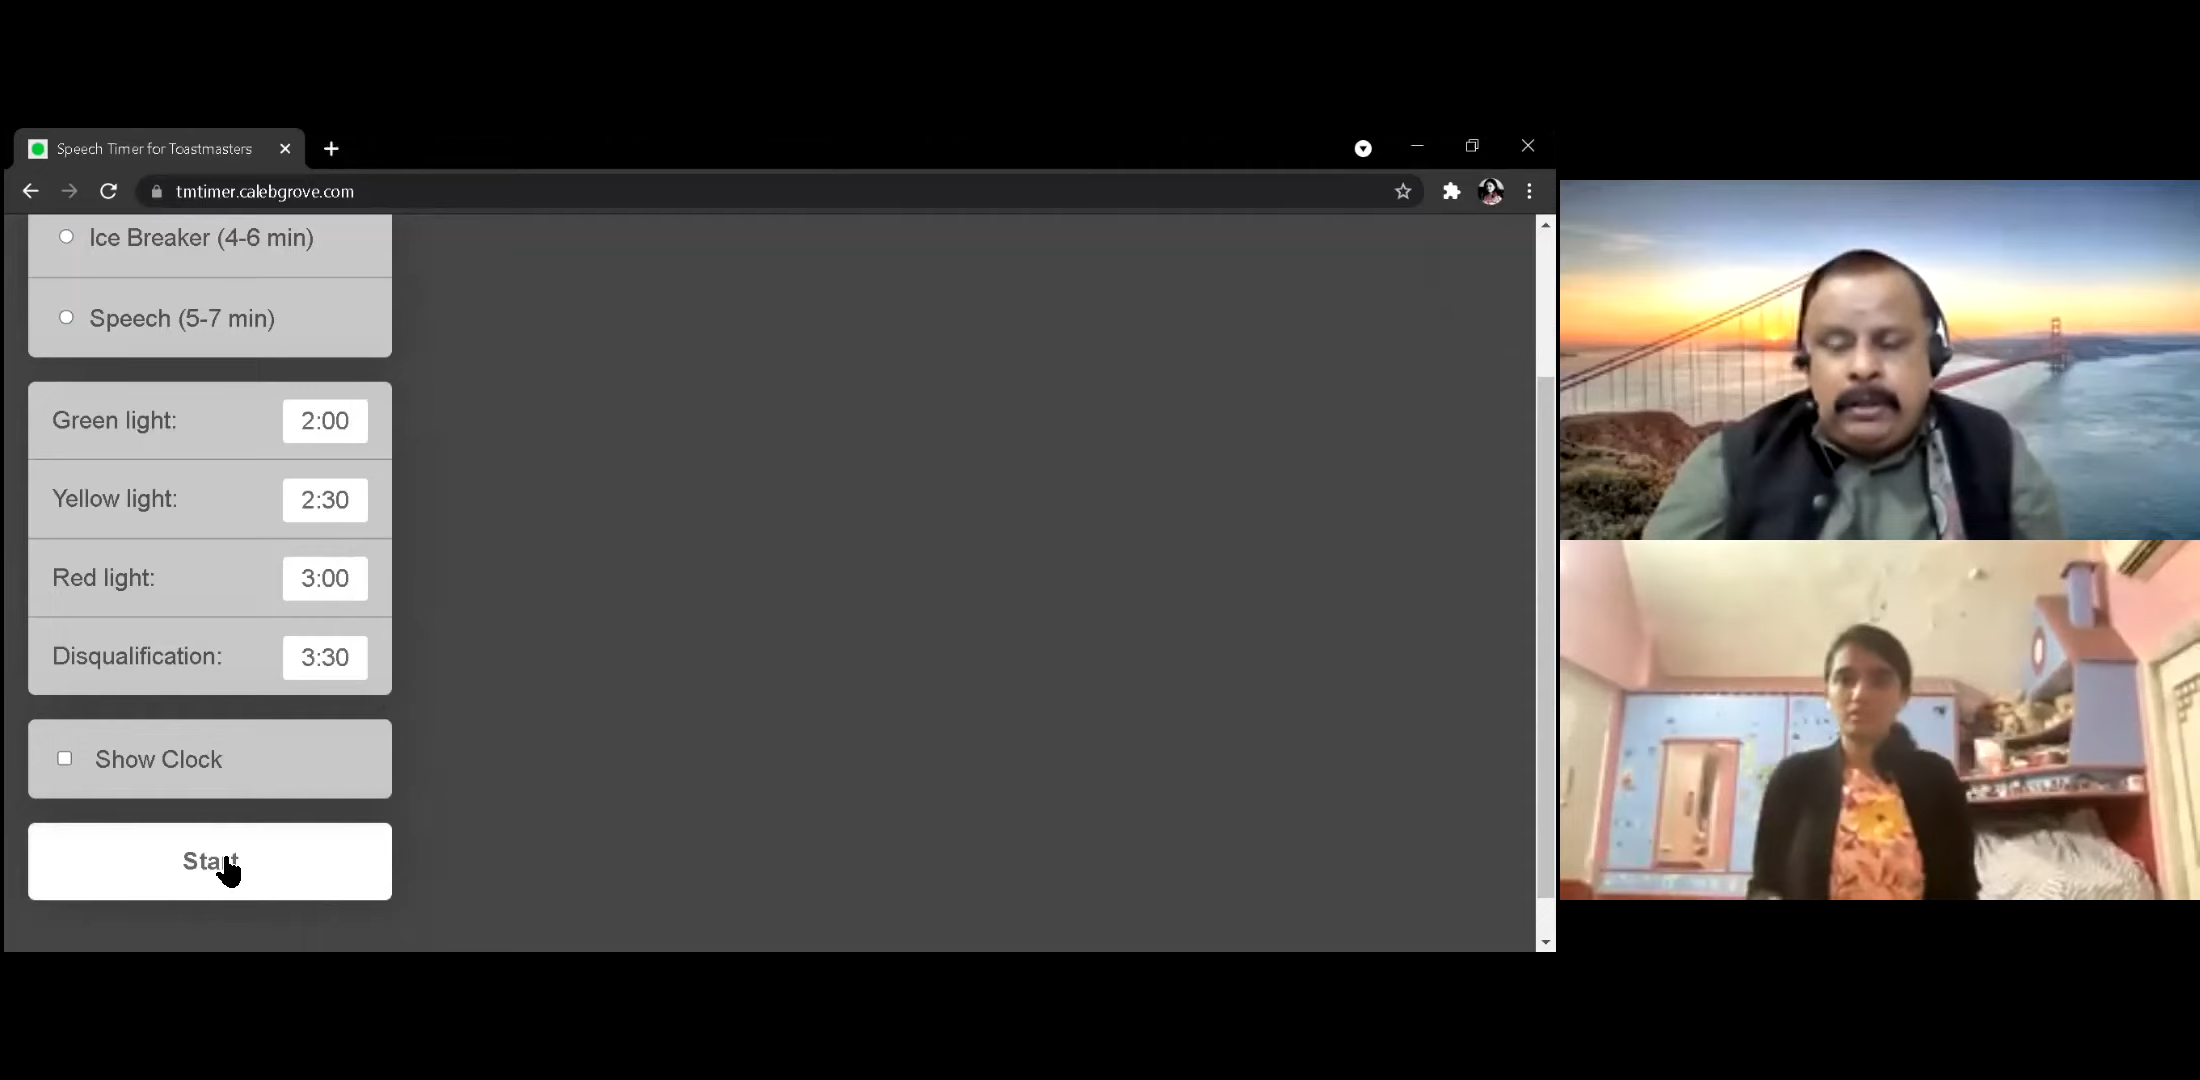 Speech Timer for Toastmasters
tmtimer.calebgrove.com
Ice Breaker (4-6 min)
Speech (5-7 min)
Green light: 2:00
Yellow light: 2:30
Red light: 3:00
Disqualification: 3:30
Show Clock
Start